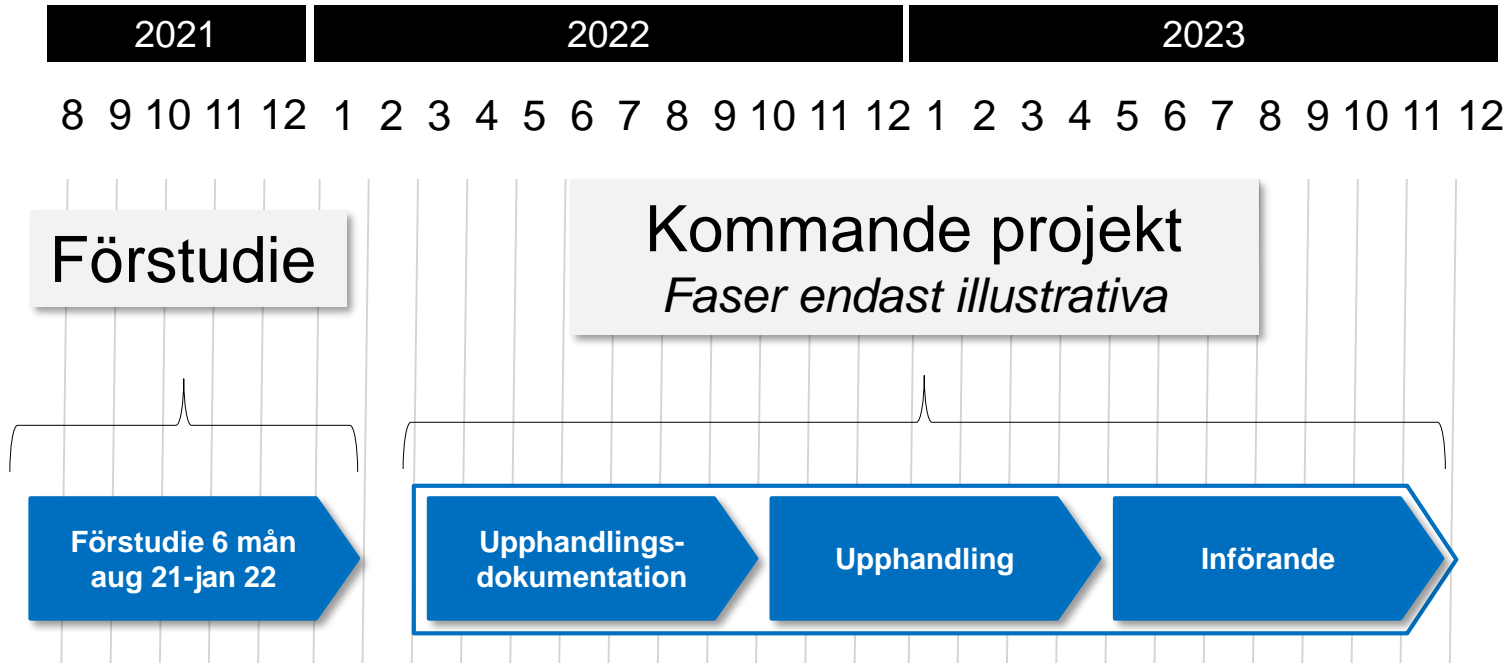 2021 2022 2023
8 9 10 11 12 1 2 3 4 5 6 7 8 9 10 11 12 1 2 3 4 5 6 7 8 9 10 11 12
Förstudie
Kommande projekt
Faser endast illustrativa
Förstudie 6 mån
aug 21-jan 22
Upphandlings-
dokumentation
Upphandling
Införande